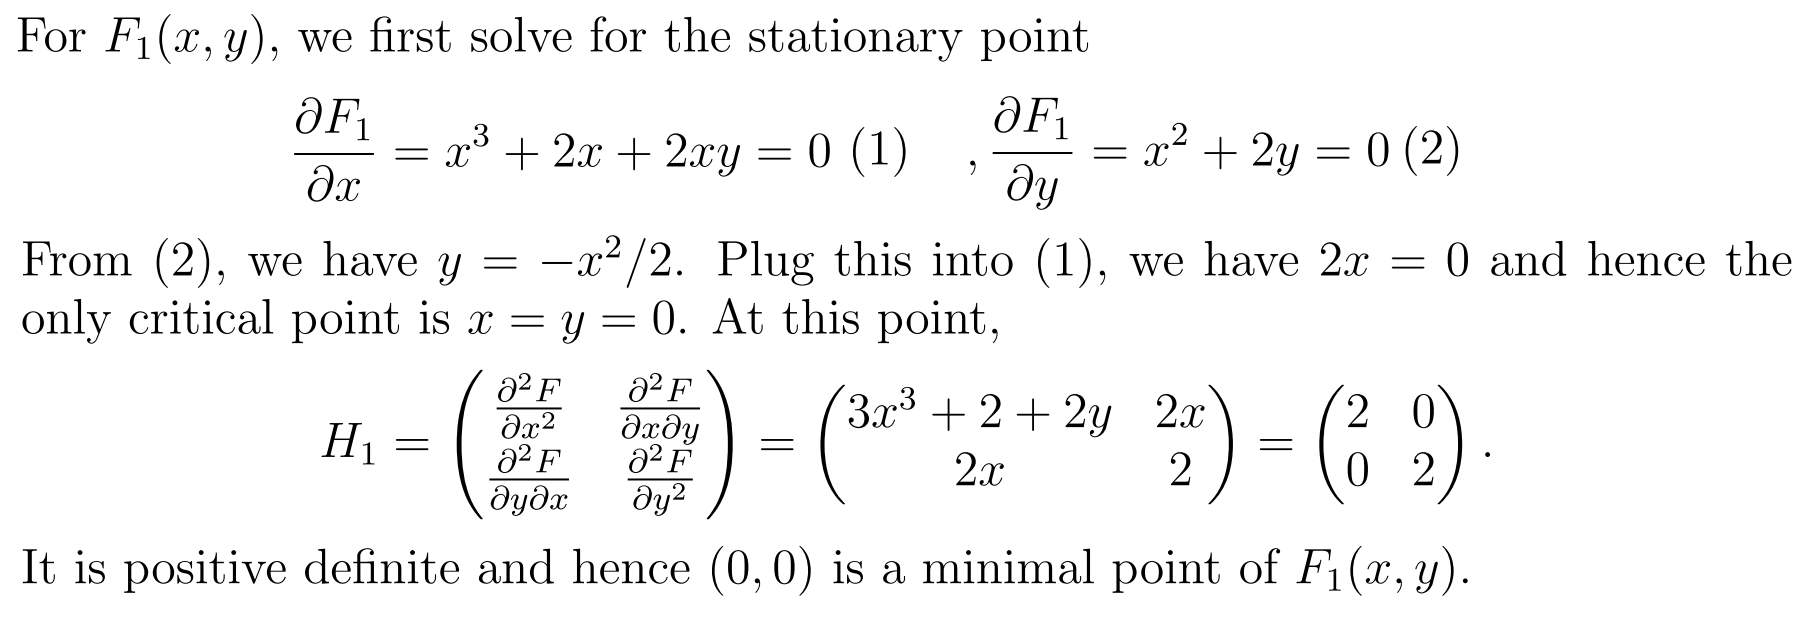 For $F_1(x, y)$, we first solve for the stationary point
$$\frac{\partial F_1}{\partial x} = x^3 + 2x + 2xy = 0 \ (1) \quad , \frac{\partial F_1}{\partial y} = x^2 + 2y = 0 \ (2)$$
From (2), we have $y = -x^2/2$. Plug this into (1), we have $2x = 0$ and hence the
only critical point is $x = y = 0$. At this point,
$$H_1 = \begin{pmatrix} \frac{\partial^2 F}{\partial x^2} & \frac{\partial^2 F}{\partial x \partial y} \\ \frac{\partial^2 F}{\partial y \partial x} & \frac{\partial^2 F}{\partial y^2} \end{pmatrix} = \begin{pmatrix} 3x^3 + 2 + 2y & 2x \\ 2x & 2 \end{pmatrix} = \begin{pmatrix} 2 & 0 \\ 0 & 2 \end{pmatrix}.$$
It is positive definite and hence $(0, 0)$ is a minimal point of $F_1(x, y)$.